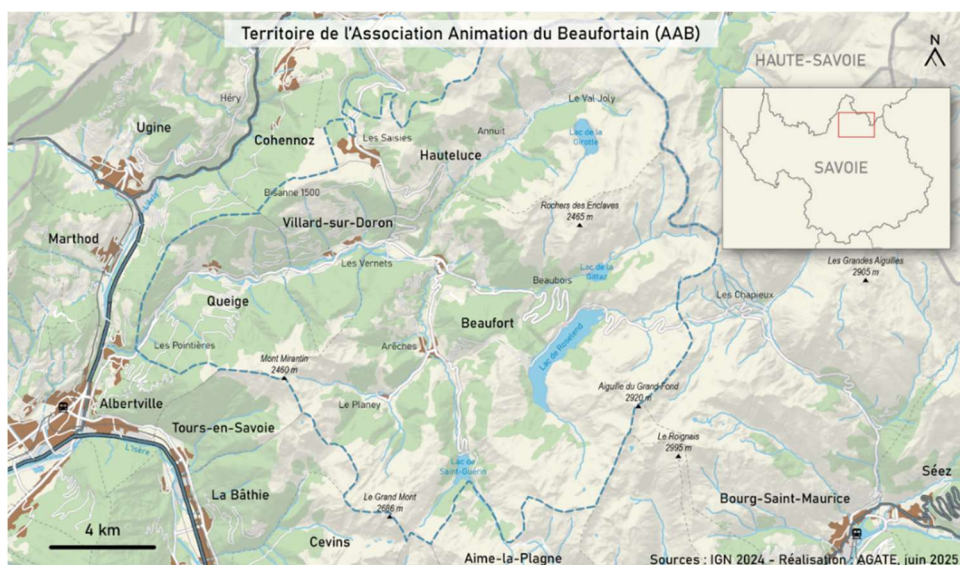 Territoire de l'Association Animation du Beaufortain (AAB)
N
HAUTE-SAVOIE
SAVOIE
Héry
Ugine
Cohennoz
Les Saisies
Annuit
Le Val Joly
Lac de la
Girotte
Hauteluce
L'Arly
Bisanne 1500
Villard-sur-Doron
Rochers des Enclaves
2465 m
Marthod
Les Vernets
Beaubois
Lac de la
Gittaz
Les Grandes Aiguilles
2905 m
Queige
Les Chapieux
Beaufort
Les Pointières
Arêches
Lac de Roselend
Mont Mirantin
2460 m
Aiguille du Grand-Fond
2920 m
Albertville
Le Planey
Tours-en-Savoie
Le Roignais
2995 m
L'Isère
Lac de
Saint-Guérin
Séez
La Bâthie
Le Grand Mont
2686 m
Bourg-Saint-Maurice
4 km
Cevins
Aime-la-Plagne
Sources : IGN 2024 - Réalisation : AGATE, juin 2025